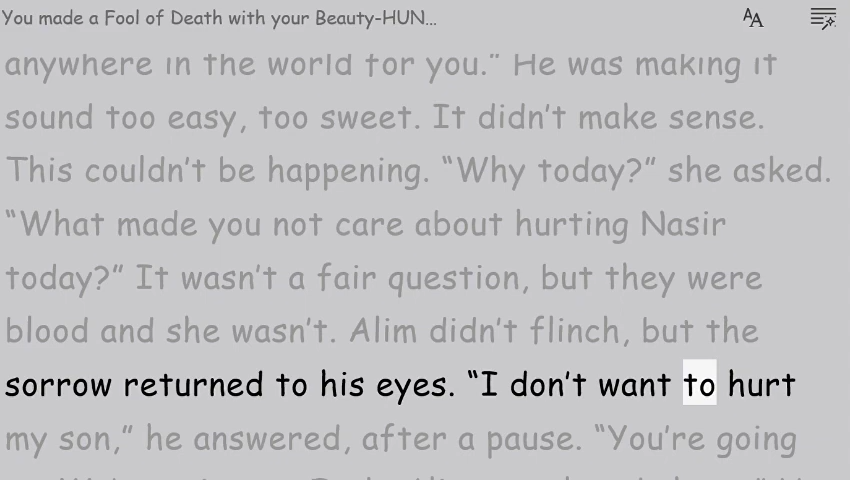 You made a Fool of Death with your Beauty-HUN...
anywhere in the world for you.” He was making it
sound too easy, too sweet. It didn’t make sense.
This couldn’t be happening. “Why today?” she asked.
“What made you not care about hurting Nasir
today?” It wasn’t a fair question, but they were
blood and she wasn’t. Alim didn’t flinch, but the
sorrow returned to his eyes. “I don’t want to hurt
my son,” he answered, after a pause. “You’re going